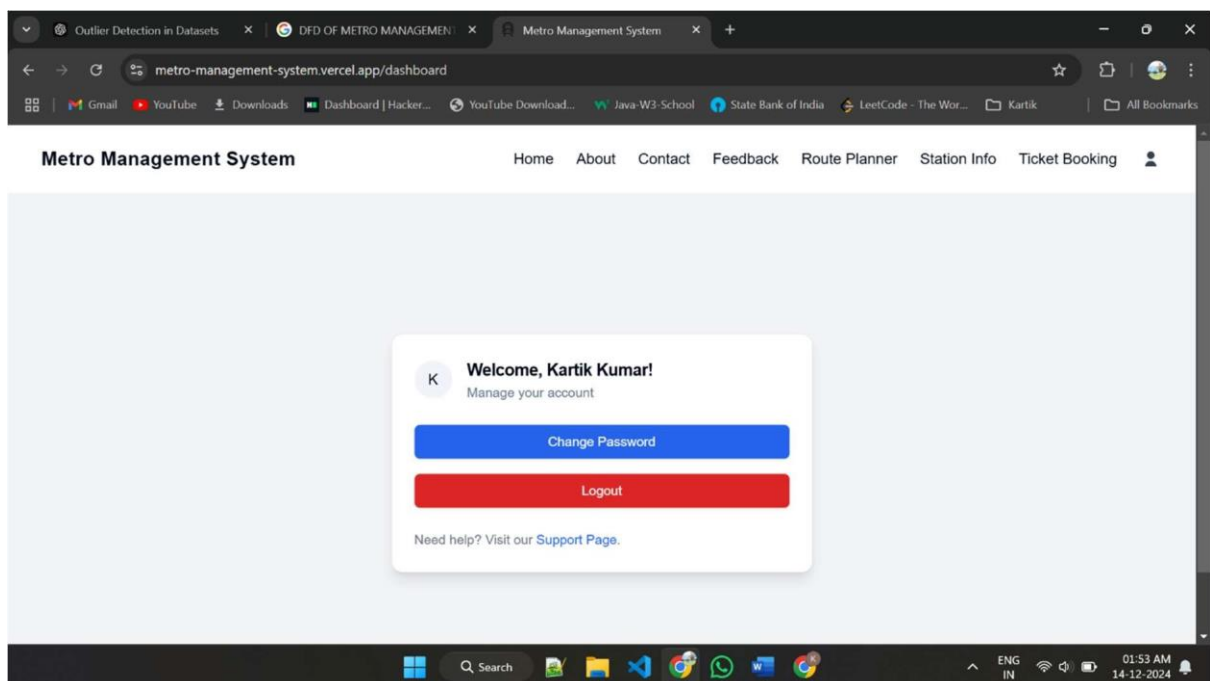 Outlier Detection in Datasets DFD OF METRO MANAGEMENT Metro Management System
metro-management-system.vercel.app/dashboard
Gmail YouTube Downloads Dashboard | Hacker... YouTube Download... Java-W3-School State Bank of India LeetCode - The Wor... Kartik All Bookmarks
Metro Management System Home About Contact Feedback Route Planner Station Info Ticket Booking
K Welcome, Kartik Kumar!
Manage your account
Change Password
Logout
Need help? Visit our Support Page.
Search ENG 01:53 AM
IN 14-12-2024